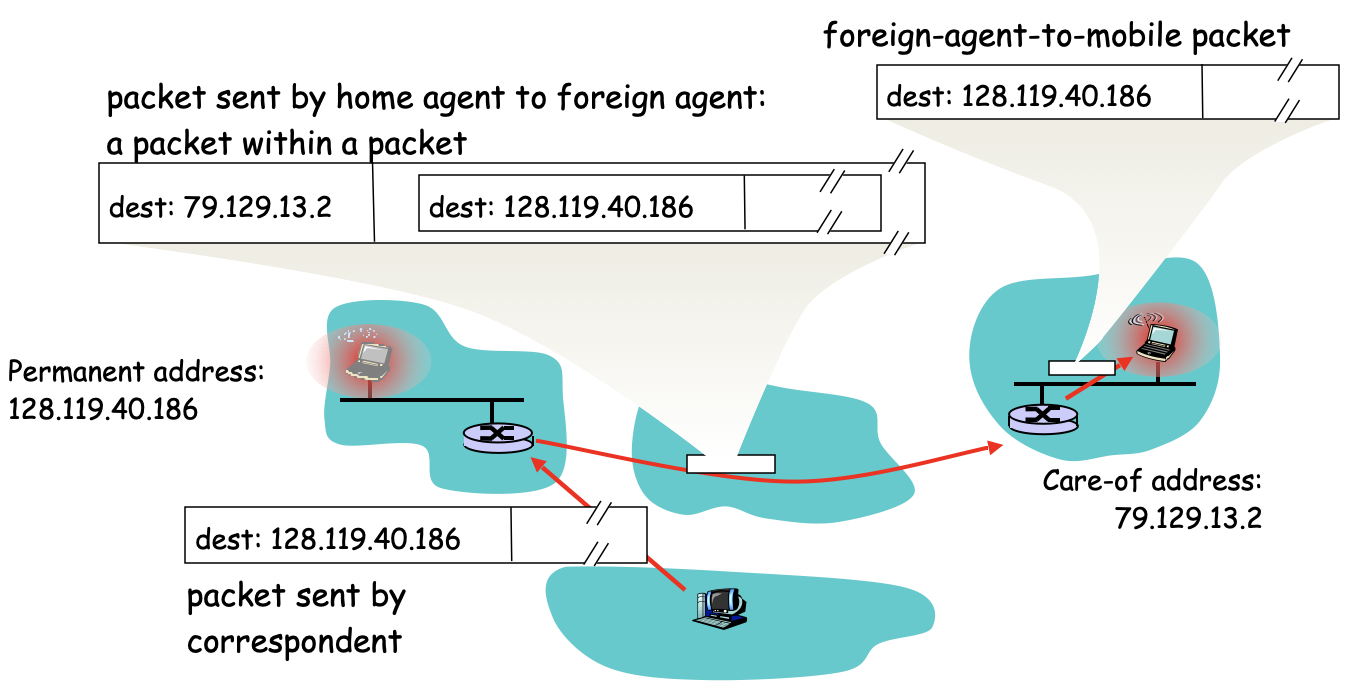 foreign-agent-to-mobile packet
dest: 128.119.40.186
packet sent by home agent to foreign agent:
a packet within a packet
dest: 79.129.13.2
dest: 128.119.40.186
Permanent address:
128.119.40.186
Care-of address:
79.129.13.2
dest: 128.119.40.186
packet sent by
correspondent